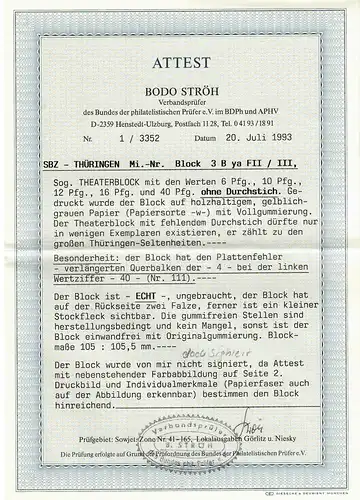 ATTEST
BODO STRÖH
Verbandsprüfer
des Bundes der philatelistischen Prüfer e.V. im BDPh und APHV
D-2359 Henstedt-Ulzburg, Postfach 11 28, Tel. 0 41 93 / 18 91
Nr. 1 / 3352 Datum 20. Juli 1993
SBZ - THÜRINGEN Mi.-Nr. Block 3 B ya FII / III,
Sog. THEATERBLOCK mit den Werten 6 Pfg., 10 Pfg.,
12 Pfg., 16 Pfg. und 40 Pfg. ohne Durchstich. Ge-
druckt wurde der Block auf holzhaltigem, gelblich-
grauen Papier (Papiersorte -w-) mit Vollgummierung.
Der Theaterblock mit fehlendem Durchstich dürfte nur
in wenigen Exemplaren existieren, er zählt zu den
großen Thüringen-Seltenheiten.----
Besonderheit: der Block hat den Plattenfehler
- verlängerten Querbalken der - 4 - bei der linken
Wertziffer - 40 - (Nr. 111).----
Der Block ist - ECHT -, ungebraucht, der Block hat
auf der Rückseite zwei Falze, ferner ist ein kleiner
Stockfleck sichtbar. Die gummifreien Stellen sind
herstellungsbedingt und kein Mangel, sonst ist der
Block einwandfrei mit Originalgummierung. Block-
maße 105 : 105,5 mm.----
Der Block wurde von mir nicht signiert, da Attest
mit nebenstehender Farbabbildung auf Seite 2.
Druckbild und Individualmerkmale (Papierfaser auch
auf der Abbildung erkennbar) bestimmen den Block
hinreichend.
Verbandsprüfer
B. STRÖH
Prüfgebiet: Sowjet. Zone Nr. 41-165, Lokalausgaben Görlitz u. Niesky
Die Prüfung erfolgte auf Grund der Prüfordnung des Bundes der Philatelistischen Prüfer e.V.
GIESECKE & DEVRIENT MÜNCHEN